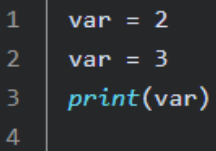 1 var = 2
2 var = 3
3 print(var)
4